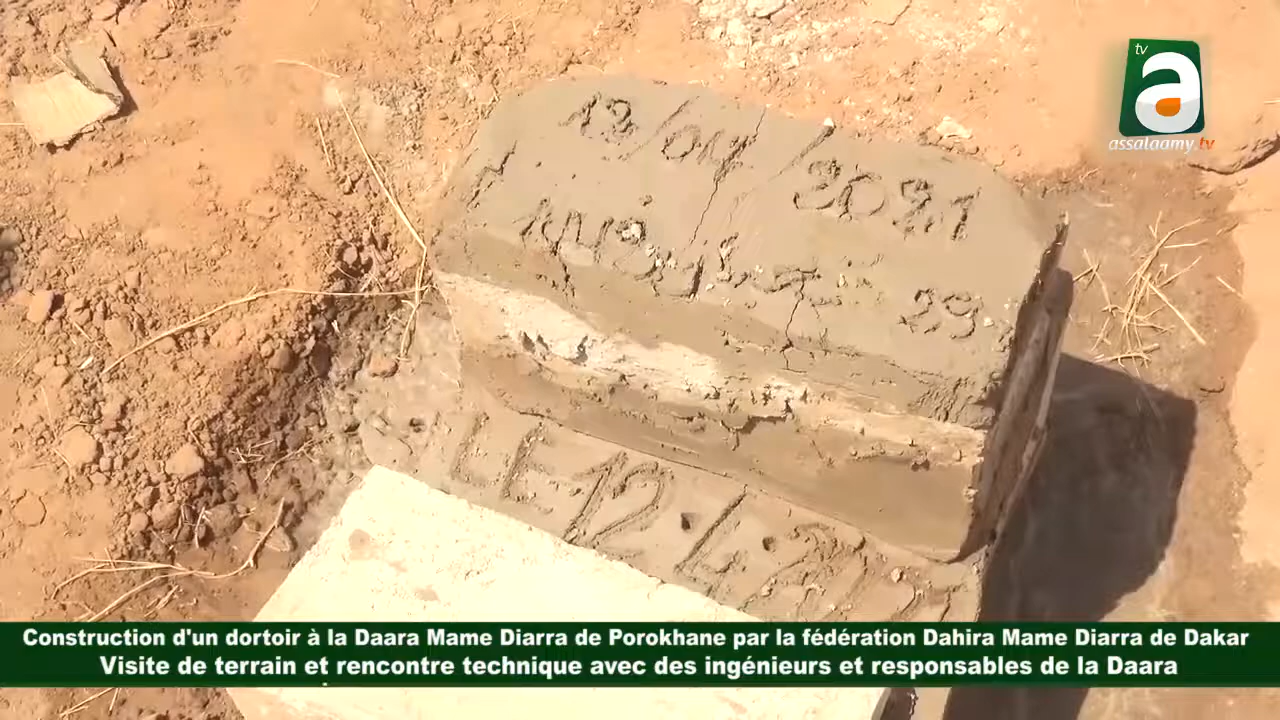 tv
a
assalaamy.tv
/04/2021
29
LE 12.4.2
Construction d'un dortoir à la Daara Mame Diarra de Porokhane par la fédération Dahira Mame Diarra de Dakar
Visite de terrain et rencontre technique avec des ingénieurs et responsables de la Daara